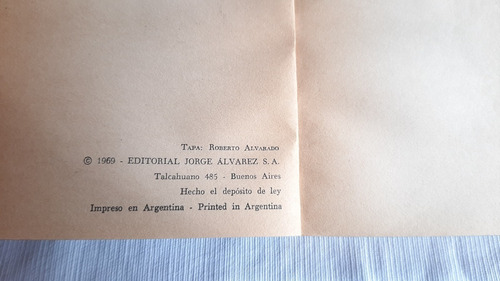 Tapa: Roberto Alvarado
© 1969 - EDITORIAL JORGE ÁLVAREZ S.A.
Talcahuano 485 - Buenos Aires
Hecho el depósito de ley
Impreso en Argentina - Printed in Argentina